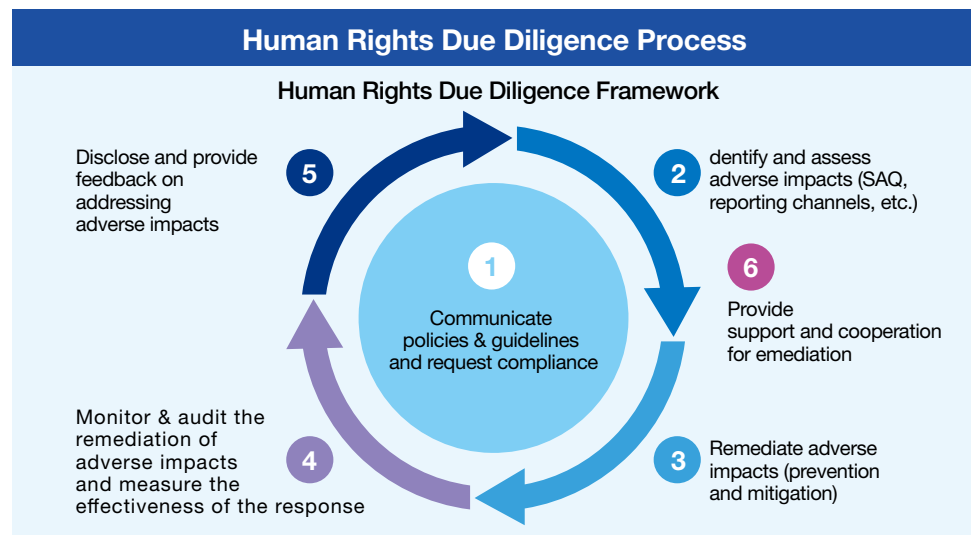 Human Rights Due Diligence Process
Human Rights Due Diligence Framework
1
Communicate
policies & guidelines
and request compliance
2
dentify and assess
adverse impacts (SAQ,
reporting channels, etc.)
6
Provide
support and cooperation
for emediation
3
Remediate adverse
impacts (prevention
and mitigation)
4
Monitor & audit the
remediation of
adverse impacts
and measure the
effectiveness of the response
5
Disclose and provide
feedback on
addressing
adverse impacts